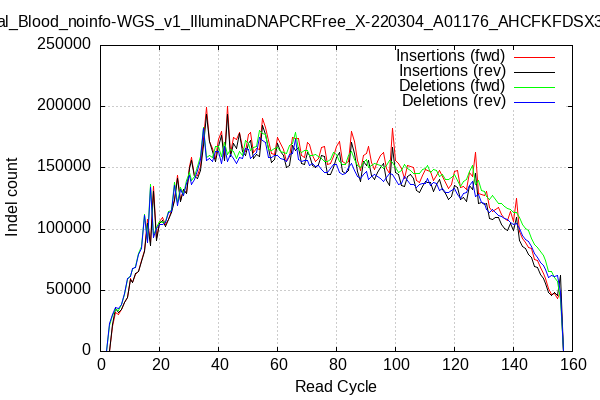 al_Blood_noinfo-WGS_v1_IlluminaDNAPCRFree_X-220304_A01176_AHCFKFDSX3
250000
200000
150000
100000
50000
0
Indel count
Insertions (fwd)
Insertions (rev)
Deletions (fwd)
Deletions (rev)
0 20 40 60 80 100 120 140 160
Read Cycle